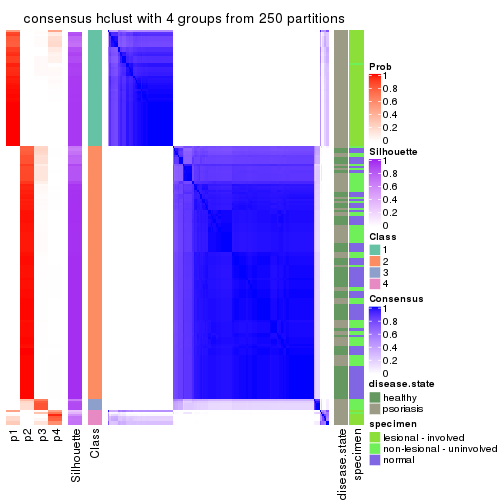 consensus hclust with 4 groups from 250 partitions
Prob
1
0.8
0.6
0.4
0.2
0
Silhouette
1
0.8
0.6
0.4
0.2
0
Class
1
2
3
4
Consensus
1
0.8
0.6
0.4
0.2
0
disease.state
healthy
psoriasis
specimen
lesional - involved
non-lesional - uninvolved
normal
p1
p2
p3
p4
Silhouette
Class
disease.state
specimen